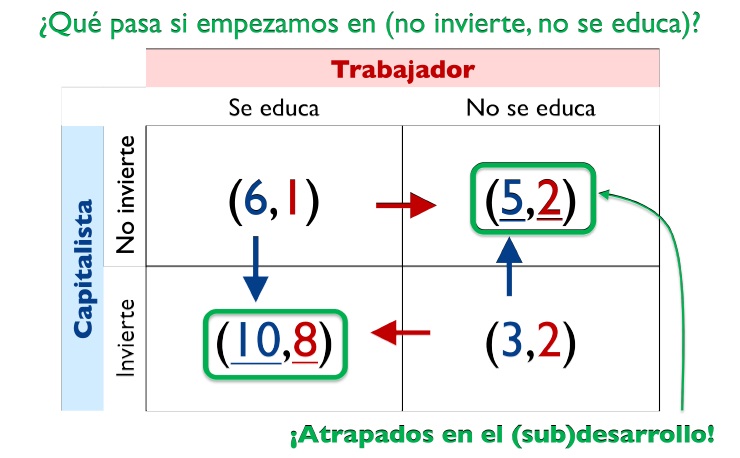 ¿Qué pasa si empezamos en (no invierte, no se educa)?
Trabajador
Se educa No se educa
Capitalista
No invierte
(6,1) (5,2)
Invierte
(10,8) (3,2)
¡Atrapados en el (sub)desarrollo!